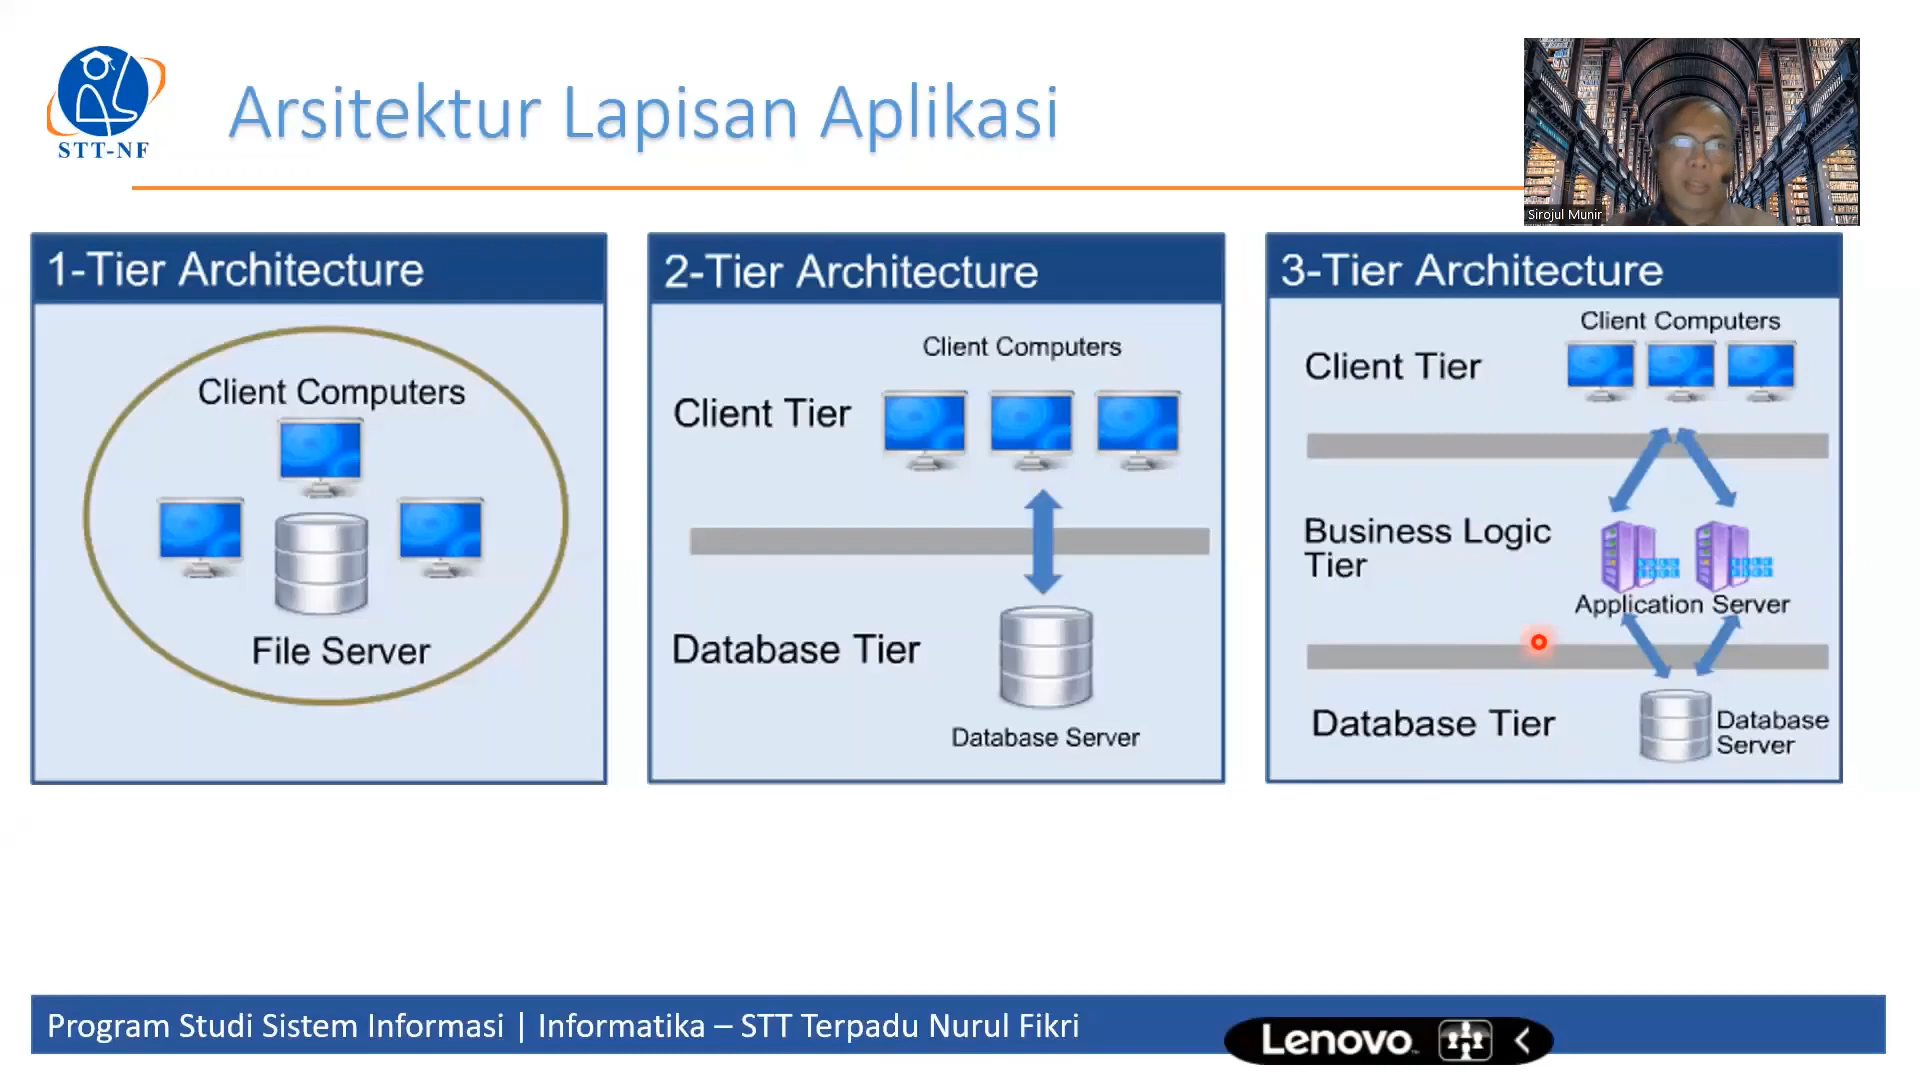 STT-NF
Arsitektur Lapisan Aplikasi
Sirojul Munir
1-Tier Architecture
Client Computers
File Server
2-Tier Architecture
Client Computers
Client Tier
Database Tier
Database Server
3-Tier Architecture
Client Computers
Client Tier
Business Logic
Tier
Application Server
Database Tier
Database
Server
Program Studi Sistem Informasi | Informatika – STT Terpadu Nurul Fikri
Lenovo